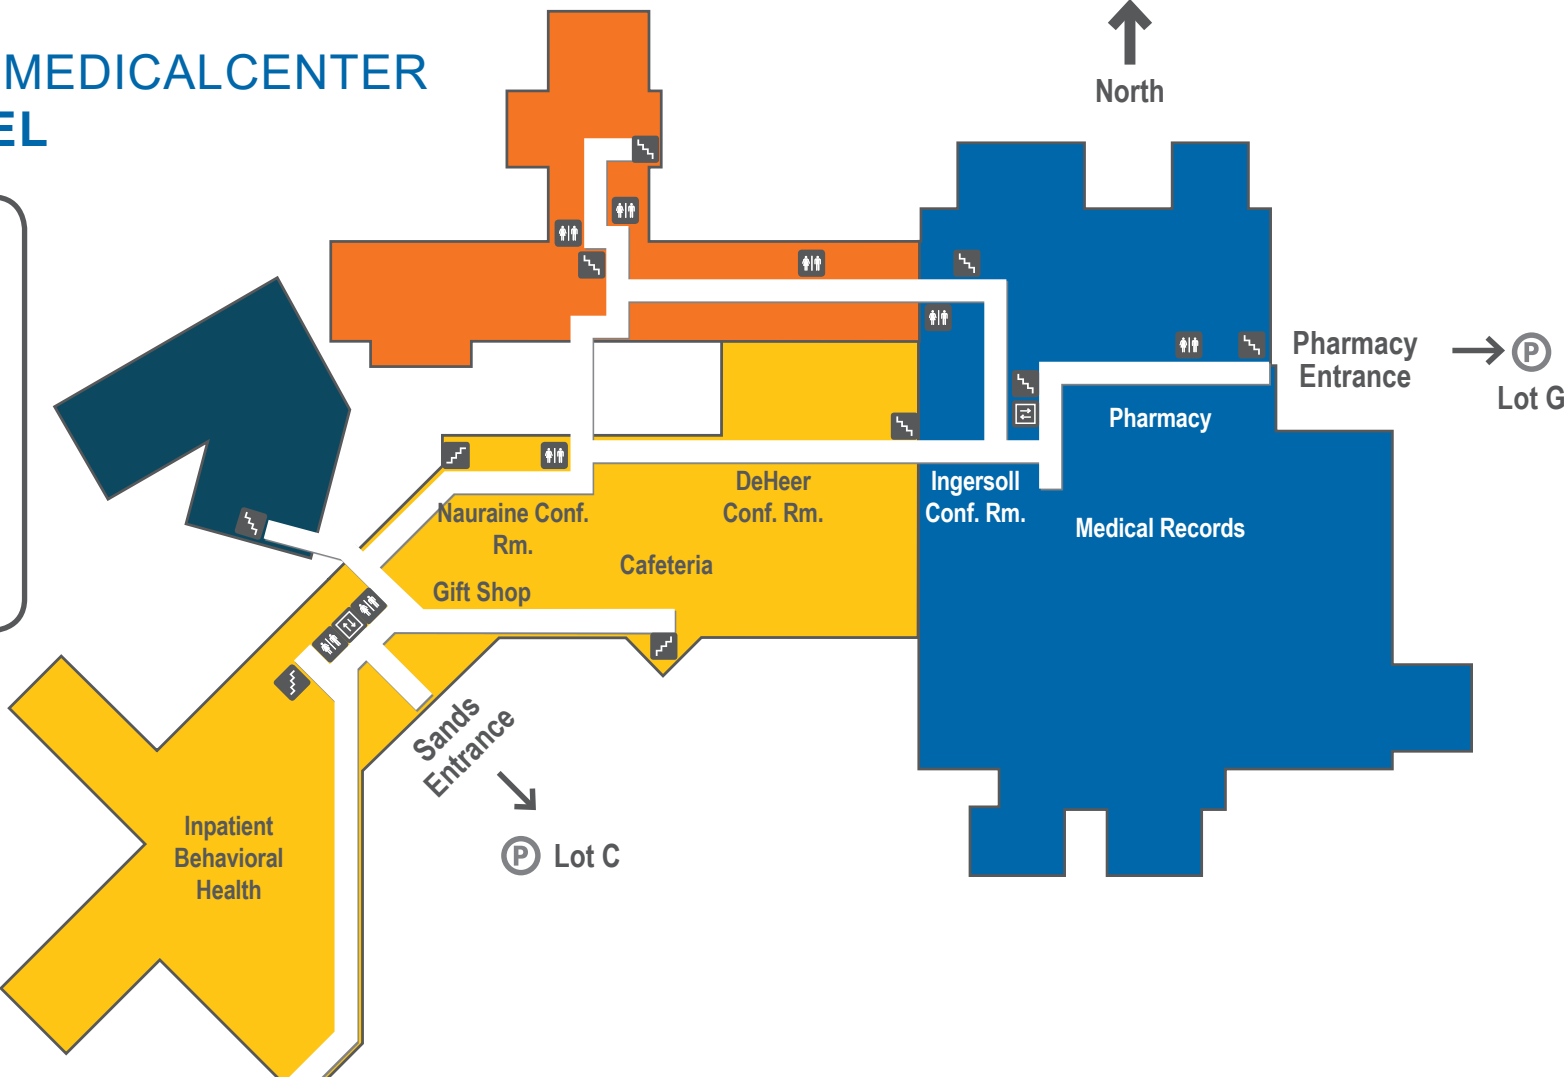 MEDICALCENTER
EL
North
Pharmacy
Entrance
P
Lot G
Pharmacy
DeHeer
Conf. Rm.
Ingersoll
Conf. Rm.
Nauraine Conf.
Rm.
Medical Records
Cafeteria
Gift Shop
Sands
Entrance
P
Lot C
Inpatient
Behavioral
Health